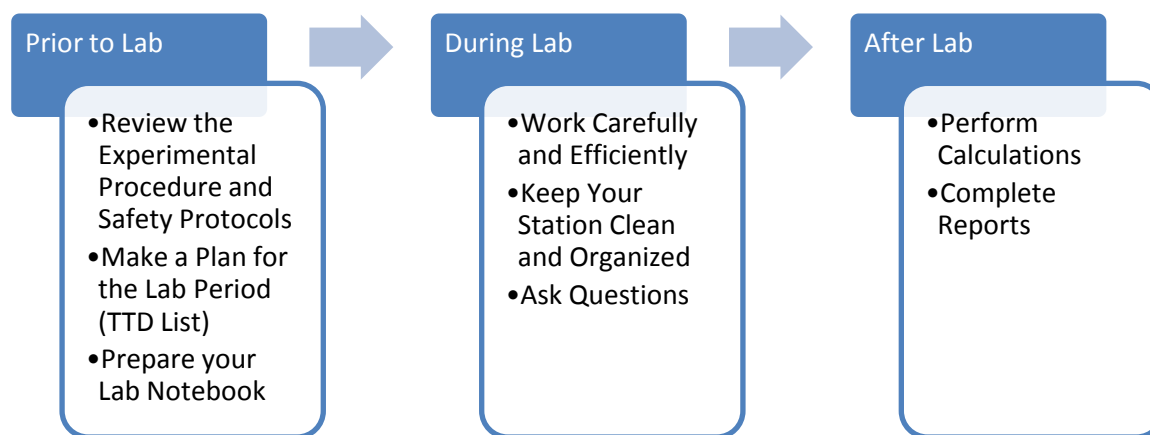 Prior to Lab
•Review the
Experimental
Procedure and
Safety Protocols
•Make a Plan for
the Lab Period
(TTD List)
•Prepare your
Lab Notebook
During Lab
•Work Carefully
and Efficiently
•Keep Your
Station Clean
and Organized
•Ask Questions
After Lab
•Perform
Calculations
•Complete
Reports